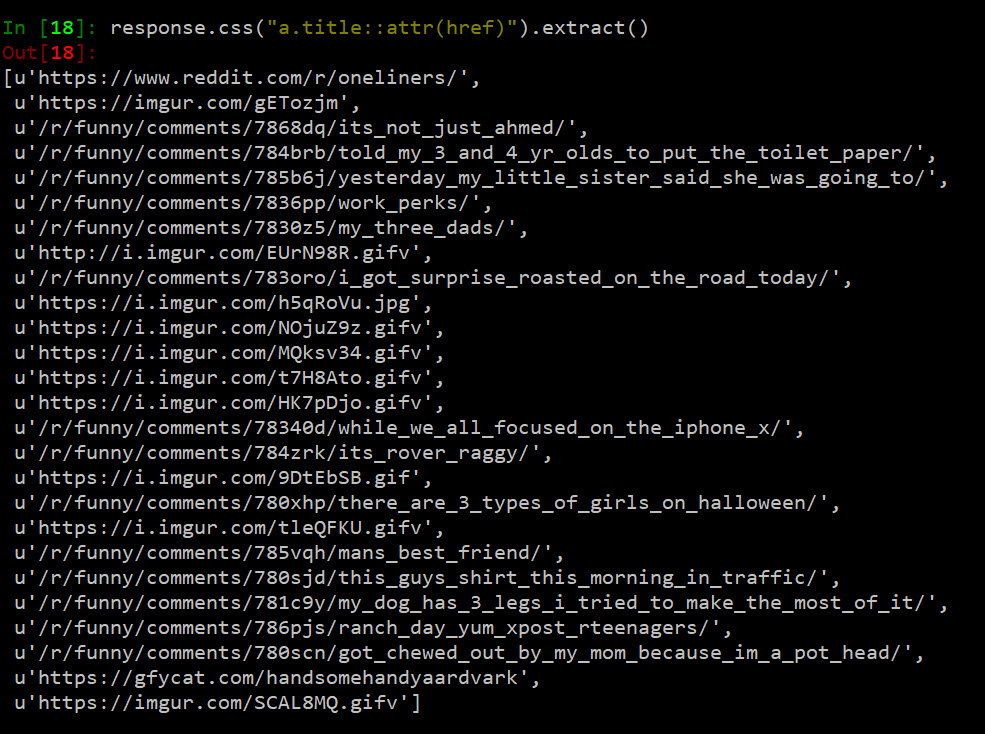 In [18]: response.css("a.title::attr(href)").extract()
Out[18]:
[u'https://www.reddit.com/r/oneliners/',
 u'https://imgur.com/gETozjm',
 u'/r/funny/comments/7868dq/its_not_just_ahmed/',
 u'/r/funny/comments/784brb/told_my_3_and_4_yr_olds_to_put_the_toilet_paper/',
 u'/r/funny/comments/785b6j/yesterday_my_little_sister_said_she_was_going_to/',
 u'/r/funny/comments/7836pp/work_perks/',
 u'/r/funny/comments/7830z5/my_three_dads/',
 u'http://i.imgur.com/EUrN98R.gifv',
 u'/r/funny/comments/783oro/i_got_surprise_roasted_on_the_road_today/',
 u'https://i.imgur.com/h5qRoVu.jpg',
 u'https://i.imgur.com/NOjuZ9z.gifv',
 u'https://i.imgur.com/MQksv34.gifv',
 u'https://i.imgur.com/t7H8Ato.gifv',
 u'https://i.imgur.com/HK7pDjo.gifv',
 u'/r/funny/comments/78340d/while_we_all_focused_on_the_iphone_x/',
 u'/r/funny/comments/784zrk/its_rover_raggy/',
 u'https://i.imgur.com/9DtEbSB.gif',
 u'/r/funny/comments/780xhp/there_are_3_types_of_girls_on_halloween/',
 u'https://i.imgur.com/tleQFKU.gifv',
 u'/r/funny/comments/785vqh/mans_best_friend/',
 u'/r/funny/comments/780sjd/this_guys_shirt_this_morning_in_traffic/',
 u'/r/funny/comments/781c9y/my_dog_has_3_legs_i_tried_to_make_the_most_of_it/',
 u'/r/funny/comments/786pjs/ranch_day_yum_xpost_rteenagers/',
 u'/r/funny/comments/780scn/got_chewed_out_by_my_mom_because_im_a_pot_head/',
 u'https://gfycat.com/handsomehandyaardvark',
 u'https://imgur.com/SCAL8MQ.gifv']